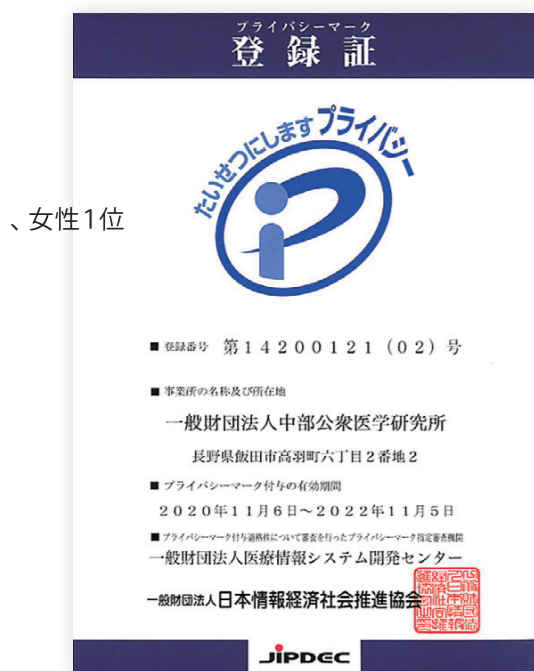 プライバシーマーク
登録証
たいせつにしますプライバシー
、女性1位
■ 登録番号 第14200121(02)号
■ 事業所の名称及び所在地
一般財団法人中部公衆医学研究所
長野県飯田市高羽町六丁目2番地2
■ プライバシーマーク付与の有効期間
2020年11月6日～2022年11月5日
■ プライバシーマーク付与適格性について審査を行ったプライバシーマーク指定審査機関
一般財団法人医療情報システム開発センター
一般財団法人日本情報経済社会推進協会
JIPDEC